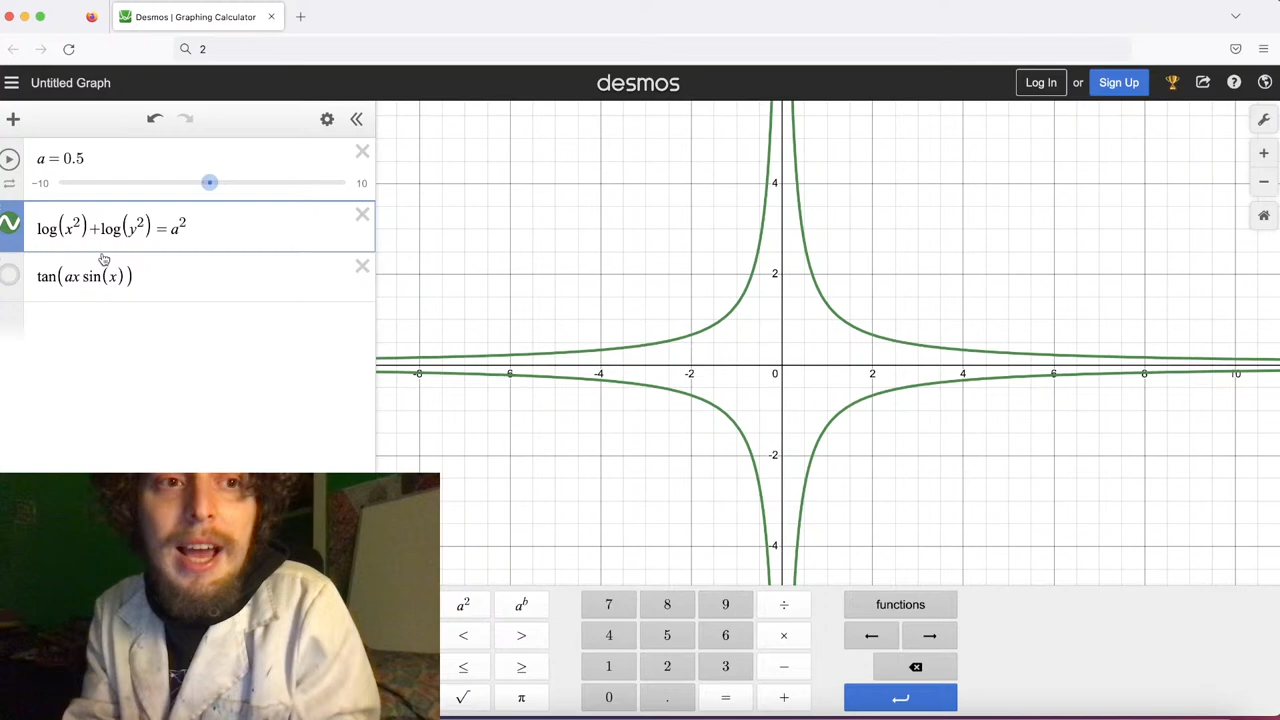 Desmos | Graphing Calculator
2
Untitled Graph
desmos
Log In or Sign Up
a = 0.5
-10 10
log(x²)+log(y²) = a²
tan(ax sin(x))
4
2
-8 -6 -4 -2 0 2 4 6 8 10
-2
-4
a² aᵇ 7 8 9 ÷ functions
< > 4 5 6 × ← →
≤ ≥ 1 2 3 −
√ π 0 . = +